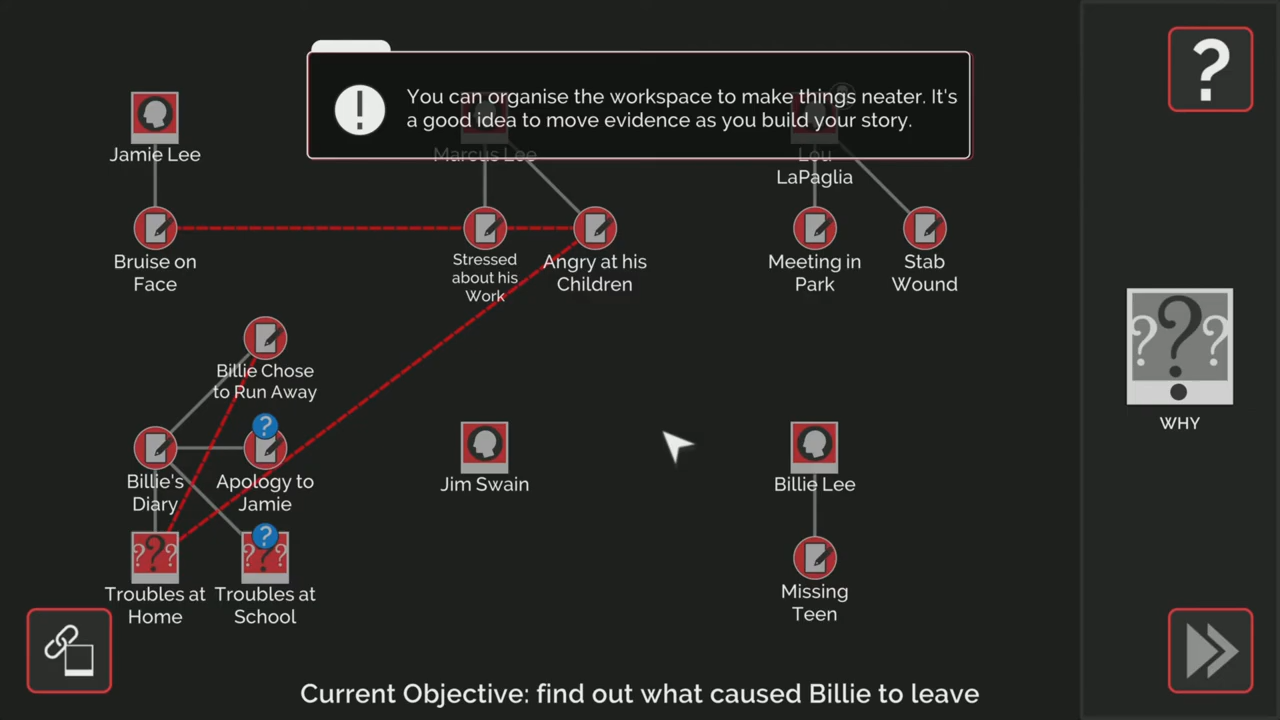 You can organise the workspace to make things neater. It's
a good idea to move evidence as you build your story.
Jamie Lee
Marcus Lee
Lou
LaPaglia
Bruise on
Face
Stressed
about his
Work
Angry at his
Children
Meeting in
Park
Stab
Wound
Billie Chose
to Run Away
Billie's
Diary
Apology to
Jamie
Jim Swain
Billie Lee
WHY
Troubles at
Home
Troubles at
School
Missing
Teen
Current Objective: find out what caused Billie to leave